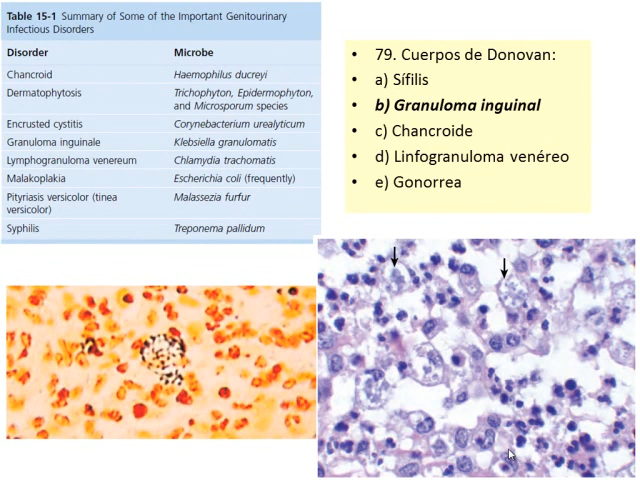 Table 15-1 Summary of Some of the Important Genitourinary
Infectious Disorders
Disorder Microbe
Chancroid Haemophilus ducreyi
Dermatophytosis Trichophyton, Epidermophyton,
and Microsporum species
Encrusted cystitis Corynebacterium urealyticum
Granuloma inguinale Klebsiella granulomatis
Lymphogranuloma venereum Chlamydia trachomatis
Malakoplakia Escherichia coli (frequently)
Pityriasis versicolor (tinea Malassezia furfur
versicolor)
Syphilis Treponema pallidum
• 79. Cuerpos de Donovan:
• a) Sífilis
• b) Granuloma inguinal
• c) Chancroide
• d) Linfogranuloma venéreo
• e) Gonorrea